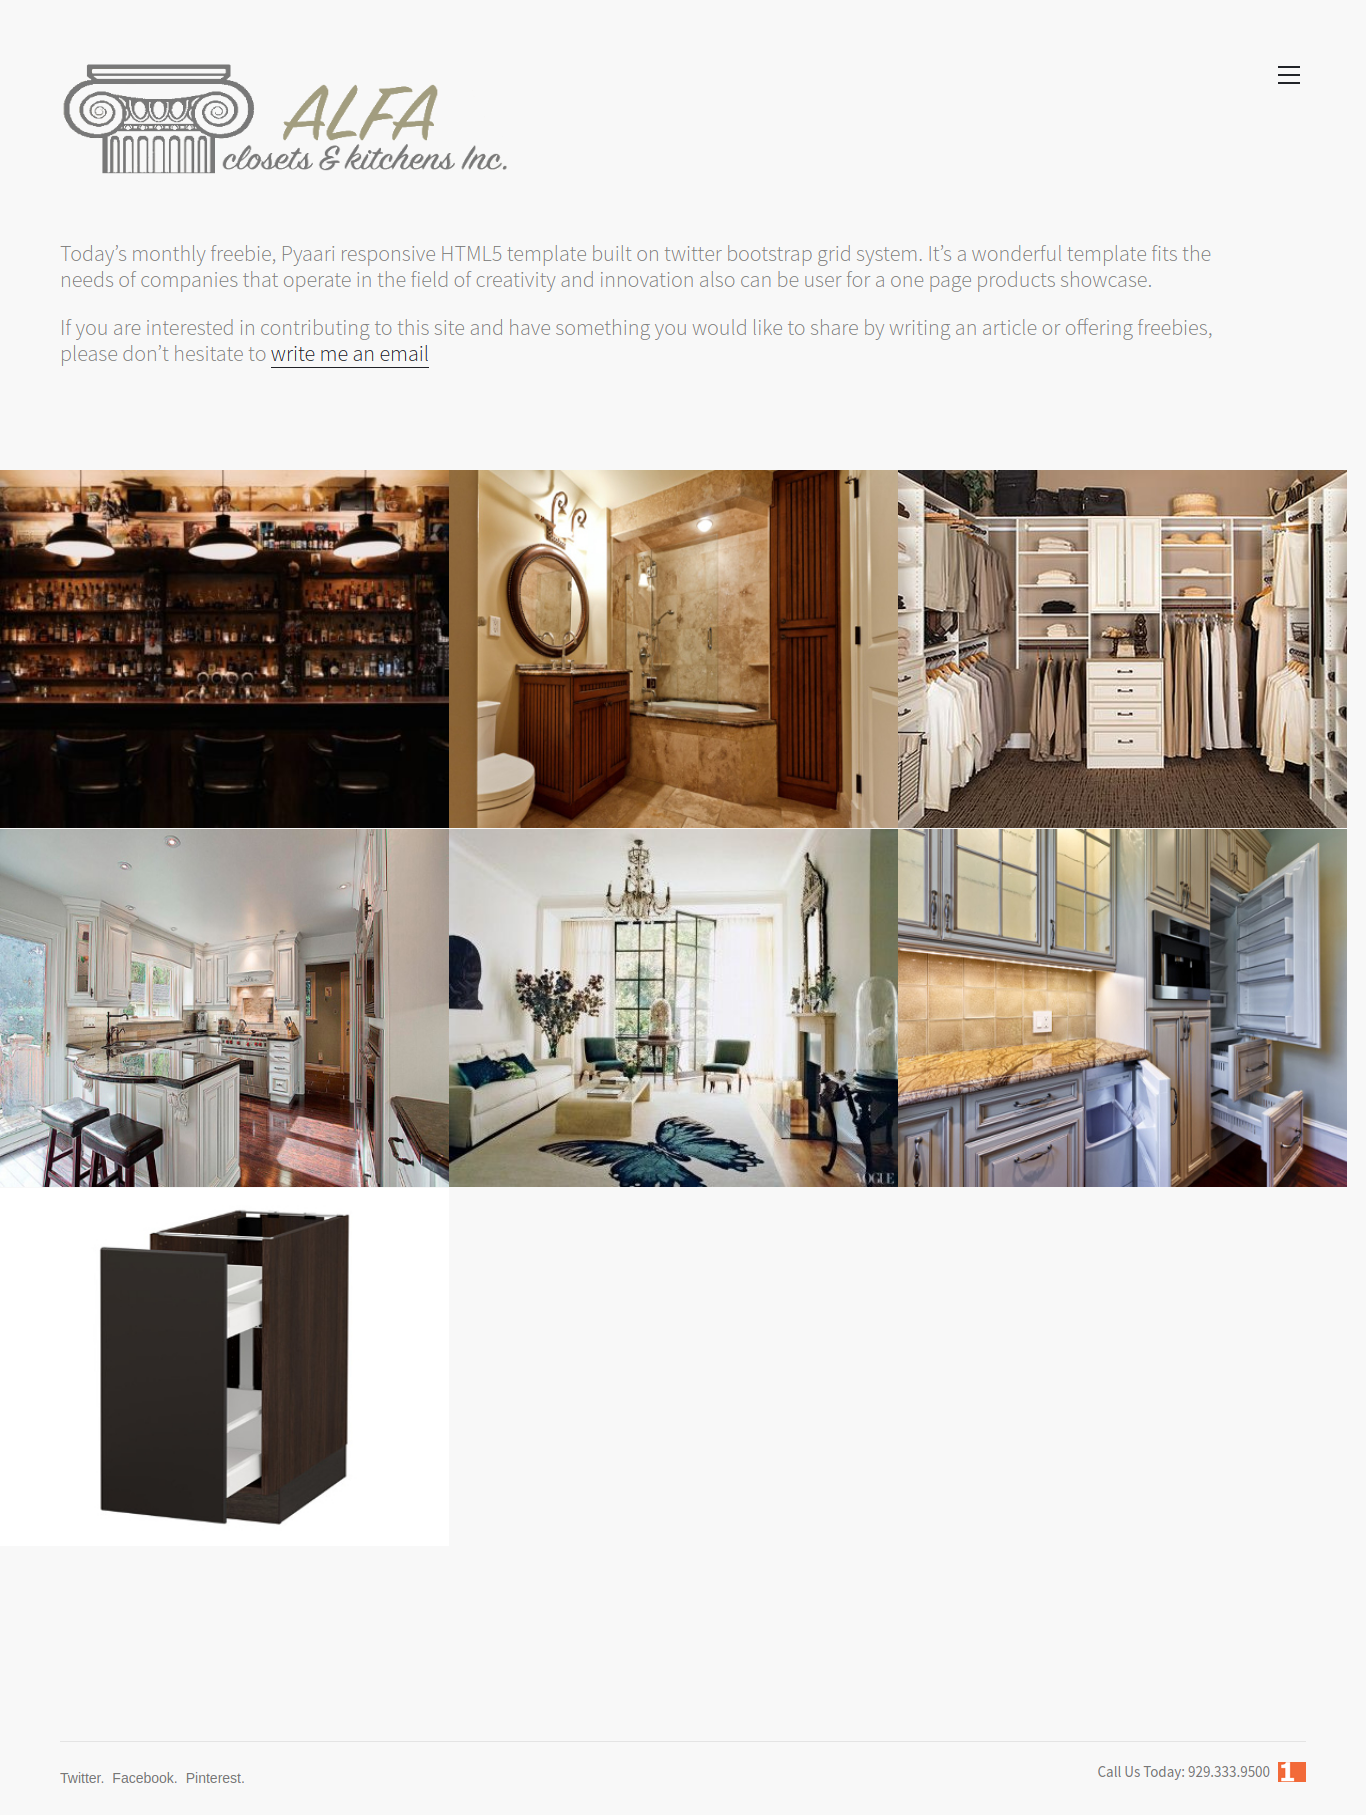 ALFA
closets & kitchens Inc.
Today’s monthly freebie, Pyaari responsive HTML5 template built on twitter bootstrap grid system. It’s a wonderful template fits the
needs of companies that operate in the field of creativity and innovation also can be user for a one page products showcase.
If you are interested in contributing to this site and have something you would like to share by writing an article or offering freebies,
please don’t hesitate to write me an email
PARIS
VOGUE
Twitter. Facebook. Pinterest.
Call Us Today: 929.333.9500 1